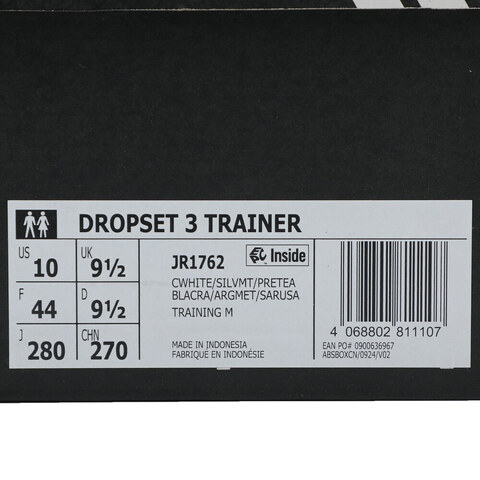 DROPSET 3 TRAINER
US 10 UK 9½
F 44 D 9½
J 280 CHN 270
JR1762 Inside
CWHITE/SILVMT/PRETEA
BLACRA/ARGMET/SARUSA
TRAINING M
MADE IN INDONESIA
FABRIQUÉ EN INDONÉSIE
4 068802 811107
EAN PO# 0900636967
ABSBOXCN/0924/V02